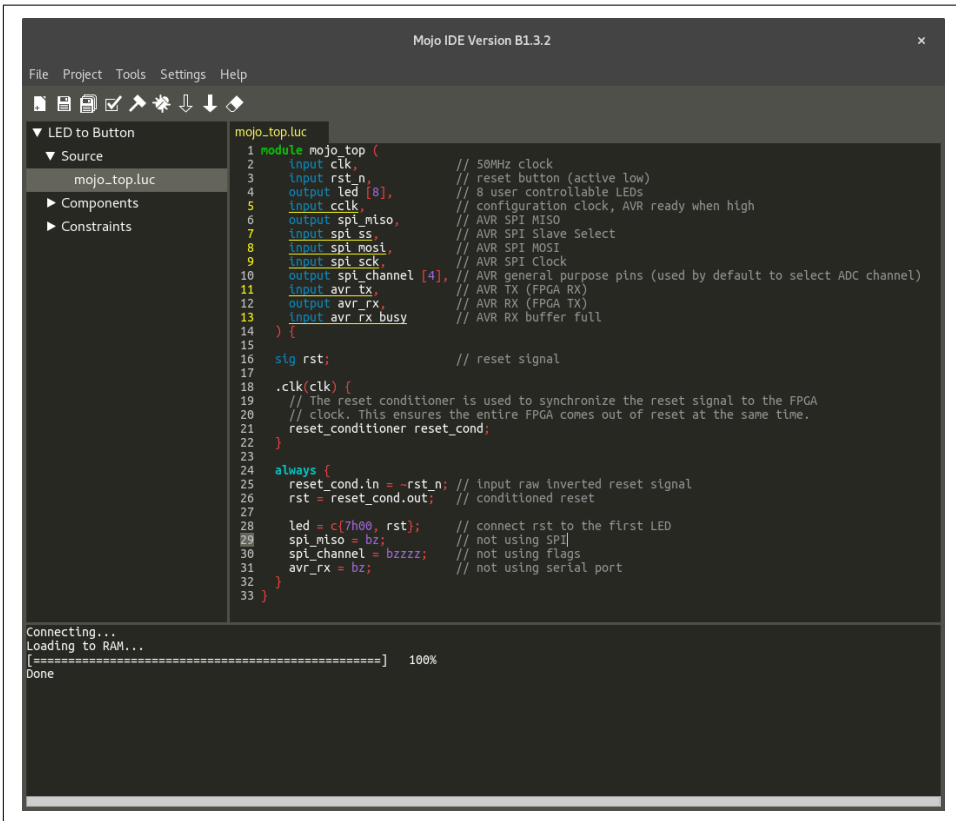 Mojo IDE Version B1.3.2 ×
File Project Tools Settings Help
▼ LED to Button
▼ Source
mojo_top.luc
▶ Components
▶ Constraints
mojo_top.luc
1 module mojo_top (
2     input clk,              // 50MHz clock
3     input rst_n,            // reset button (active low)
4     output led [8],         // 8 user controllable LEDs
5     input cclk,             // configuration clock, AVR ready when high
6     output spi_miso,        // AVR SPI MISO
7     input spi_ss,           // AVR SPI Slave Select
8     input spi_mosi,         // AVR SPI MOSI
9     input spi_sck,          // AVR SPI Clock
10     output spi_channel [4], // AVR general purpose pins (used by default to select ADC channel)
11     input avr_tx,           // AVR TX (FPGA RX)
12     output avr_rx,          // AVR RX (FPGA TX)
13     input avr_rx_busy       // AVR RX buffer full
14   ) {
15
16   sig rst;                  // reset signal
17
18   .clk(clk) {
19     // The reset conditioner is used to synchronize the reset signal to the FPGA
20     // clock. This ensures the entire FPGA comes out of reset at the same time.
21     reset_conditioner reset_cond;
22   }
23
24   always {
25     reset_cond.in = ~rst_n; // input raw inverted reset signal
26     rst = reset_cond.out;   // conditioned reset
27
28     led = c{7h00, rst};     // connect rst to the first LED
29     spi_miso = bz;          // not using SPI
30     spi_channel = bzzzz;    // not using flags
31     avr_rx = bz;            // not using serial port
32   }
33 }
Connecting...
Loading to RAM...
[==================================================]   100%
Done